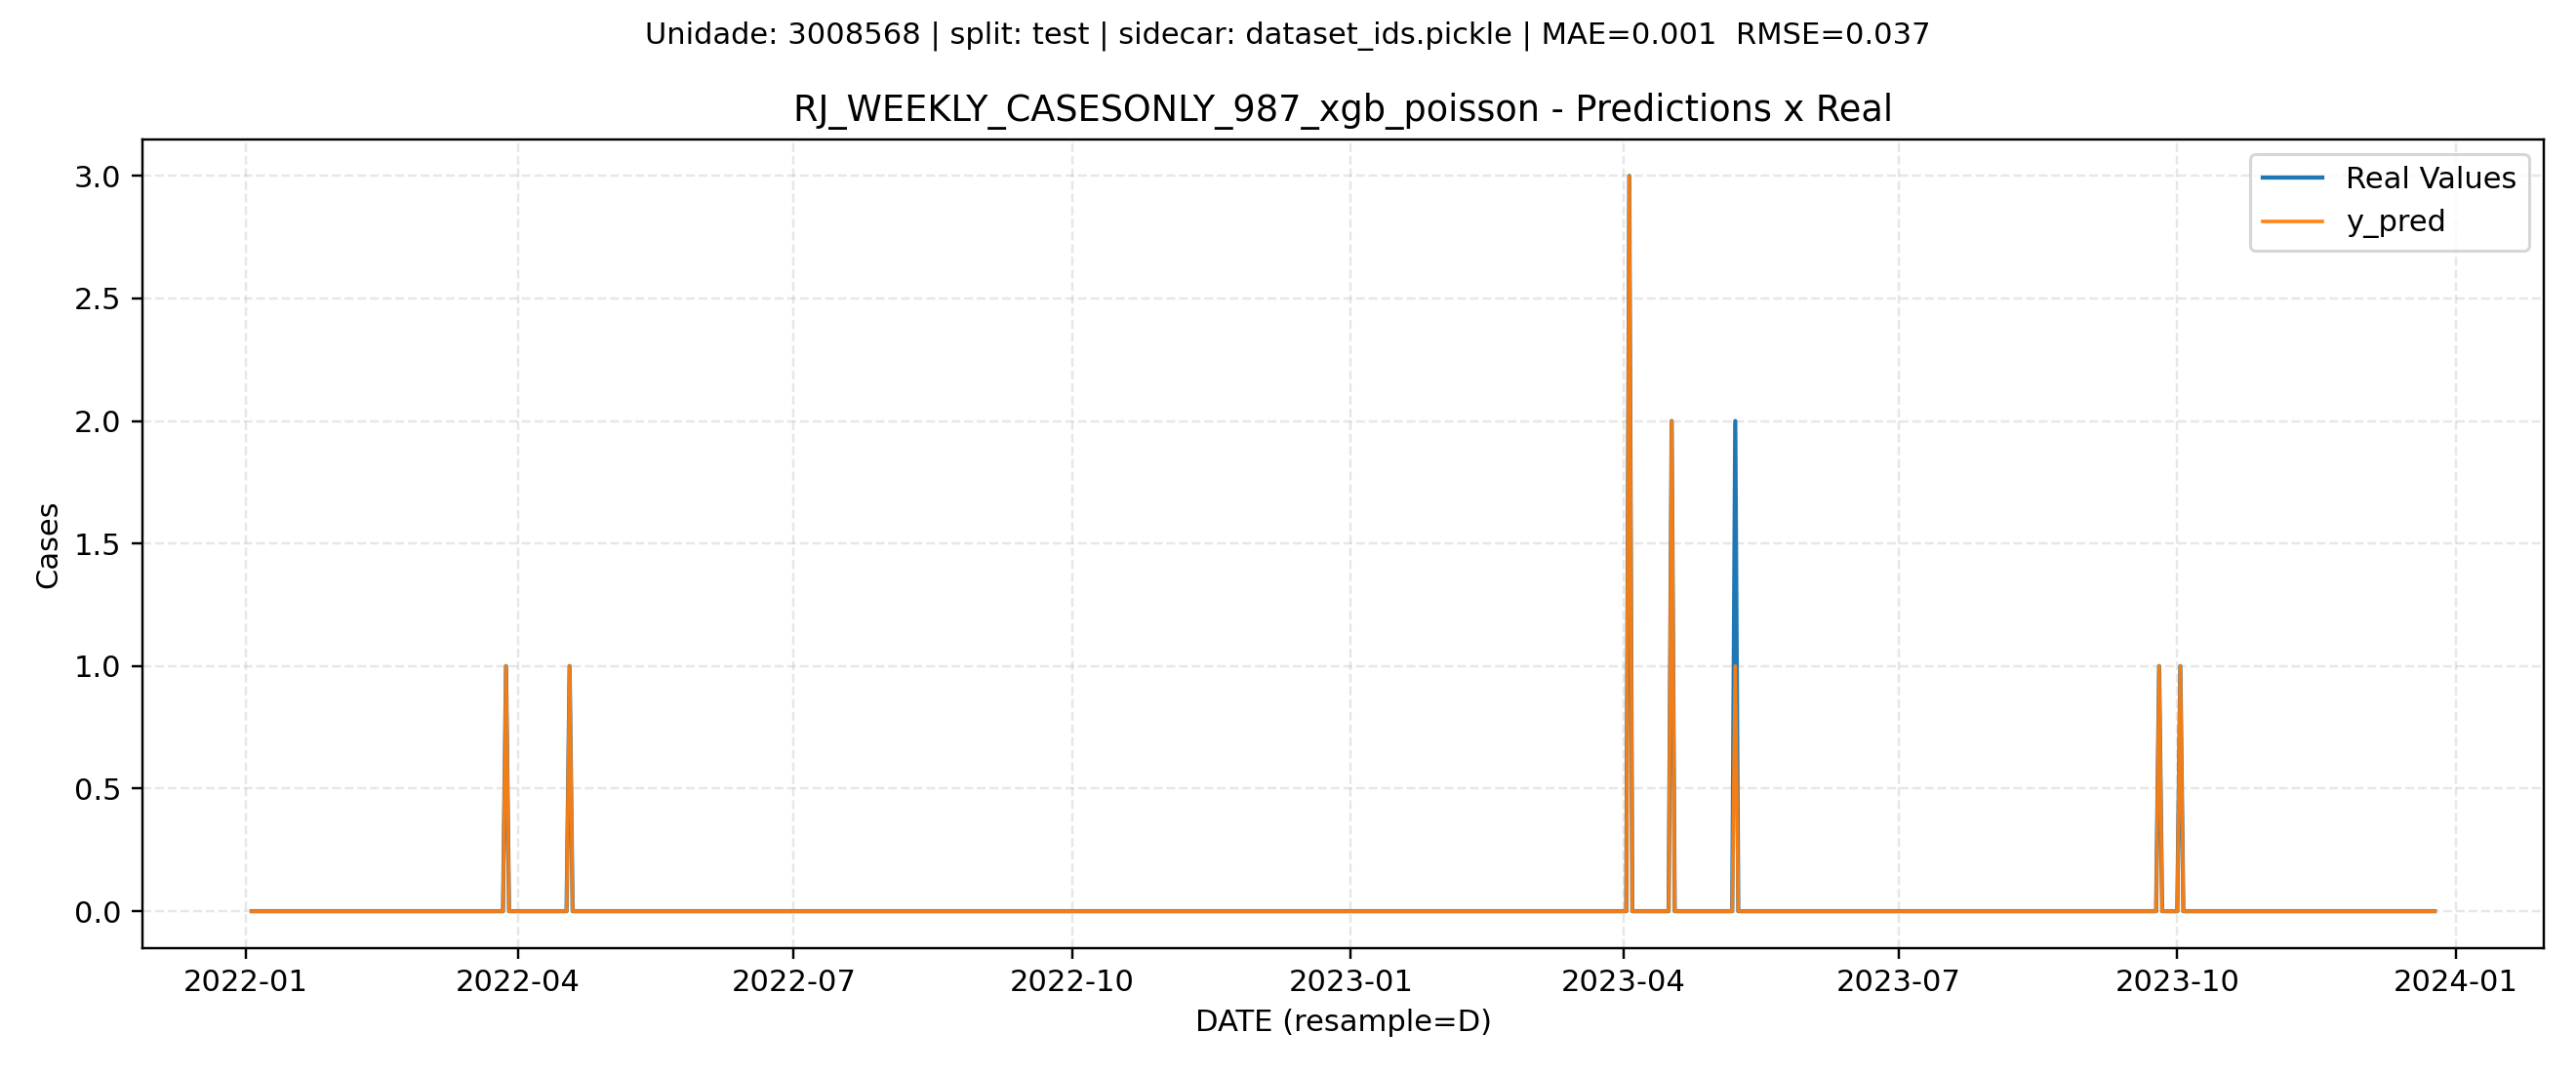 Unidade: 3008568 | split: test | sidecar: dataset_ids.pickle | MAE=0.001  RMSE=0.037
RJ_WEEKLY_CASESONLY_987_xgb_poisson - Predictions x Real
Real Values
y_pred
Cases
3.0
2.5
2.0
1.5
1.0
0.5
0.0
2022-01 2022-04 2022-07 2022-10 2023-01 2023-04 2023-07 2023-10 2024-01
DATE (resample=D)